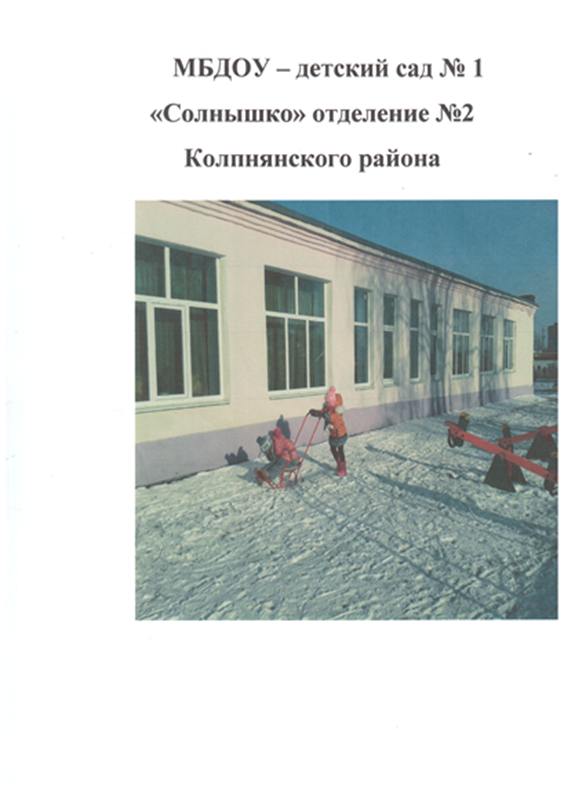 МБДОУ – детский сад № 1
«Солнышко» отделение №2
Колпнянского района